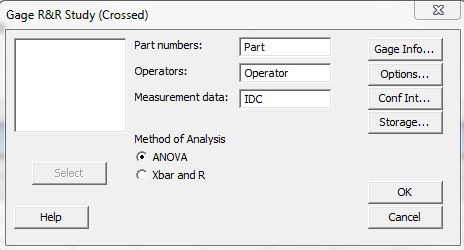 Gage R&R Study (Crossed)
Part numbers: Part
Operators: Operator
Measurement data: IDC
Gage Info...
Options...
Conf Int...
Storage...
Method of Analysis
ANOVA
Xbar and R
Select
OK
Help
Cancel